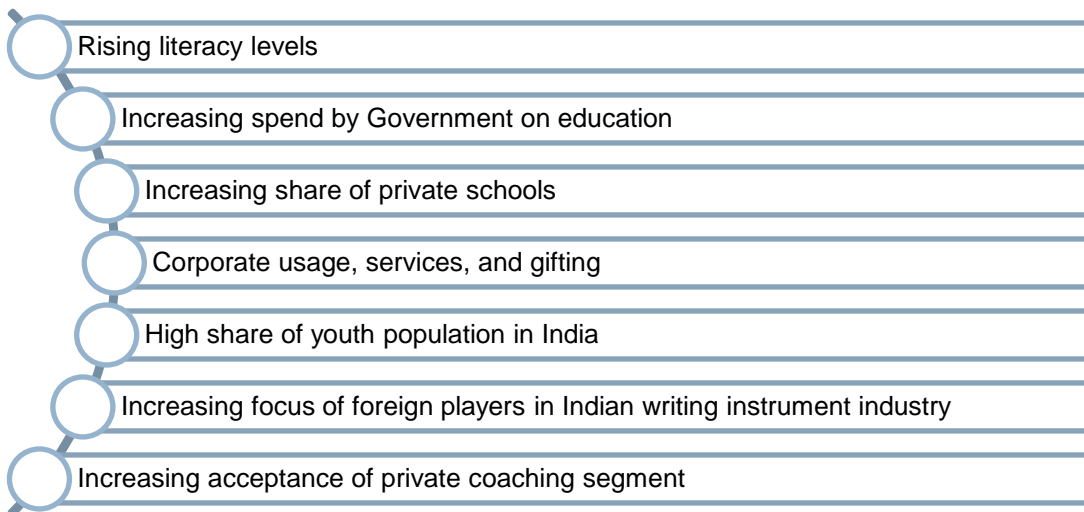 Rising literacy levels
Increasing spend by Government on education
Increasing share of private schools
Corporate usage, services, and gifting
High share of youth population in India
Increasing focus of foreign players in Indian writing instrument industry
Increasing acceptance of private coaching segment